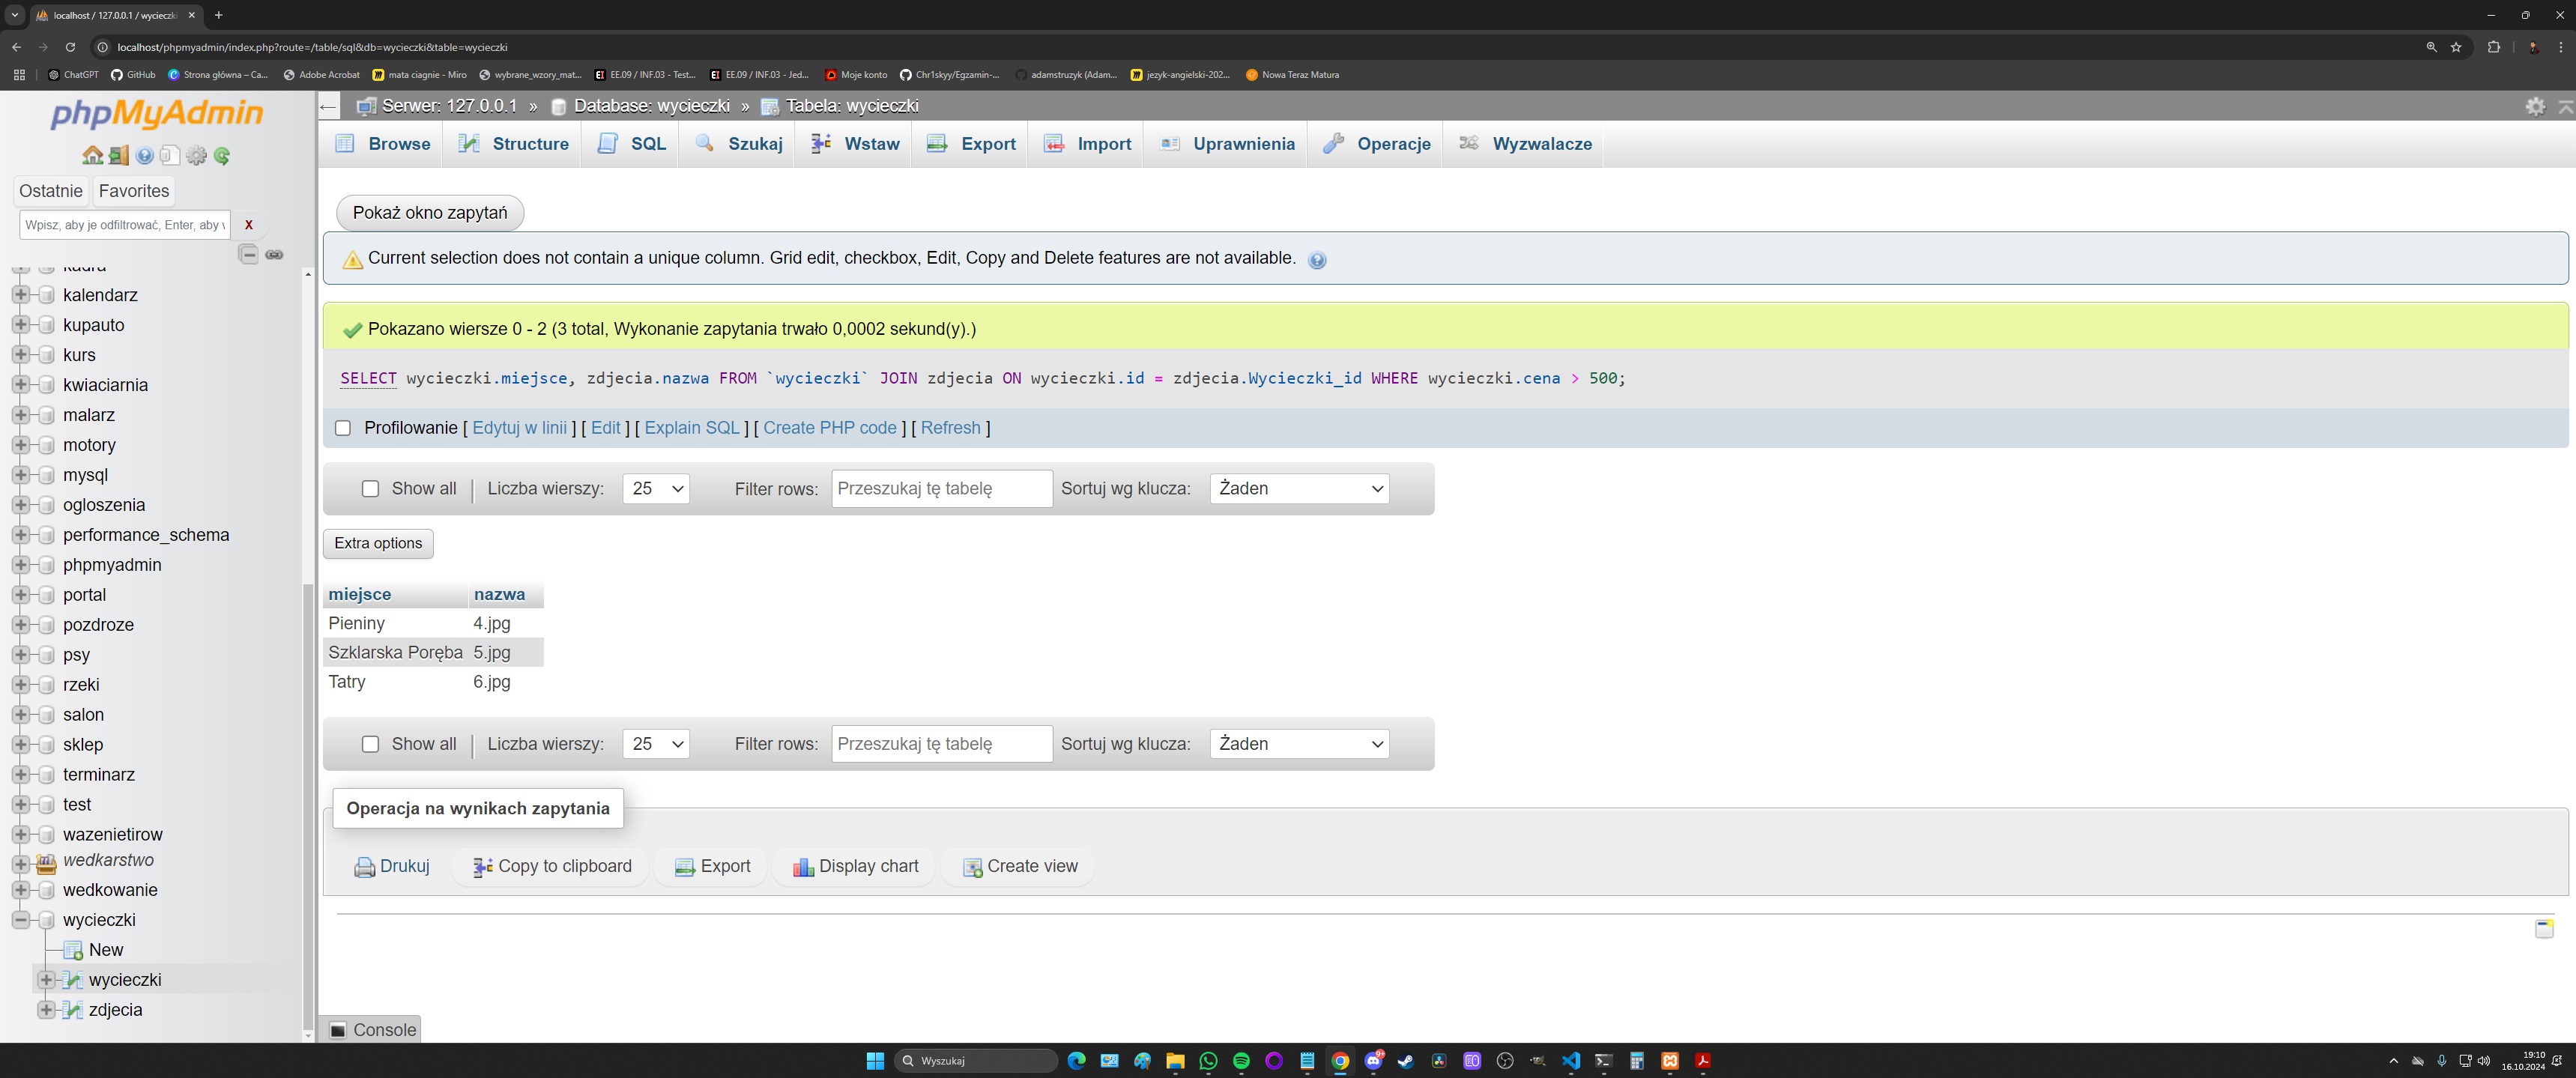 localhost / 127.0.0.1 / wycieczki
localhost/phpmyadmin/index.php?route=/table/sql&db=wycieczki&table=wycieczki
ChatGPT GitHub Strona główna – Ca... Adobe Acrobat mata ciagnie - Miro wybrane_wzory_mat... EE.09 / INF.03 - Test... EE.09 / INF.03 - Jed... Moje konto Chr1skyy/Egzamin-... adamstruzyk (Adam... jezyk-angielski-202... Nowa Teraz Matura
phpMyAdmin
Ostatnie Favorites
Wpisz, aby je odfiltrować, Enter, aby w X
kadra
kalendarz
kupauto
kurs
kwiaciarnia
malarz
motory
mysql
ogloszenia
performance_schema
phpmyadmin
portal
pozdroze
psy
rzeki
salon
sklep
terminarz
test
wazenietirow
wedkarstwo
wedkowanie
wycieczki
New
wycieczki
zdjecia
Serwer: 127.0.0.1 » Database: wycieczki » Tabela: wycieczki
Browse Structure SQL Szukaj Wstaw Export Import Uprawnienia Operacje Wyzwalacze
Pokaż okno zapytań
Current selection does not contain a unique column. Grid edit, checkbox, Edit, Copy and Delete features are not available.
Pokazano wiersze 0 - 2 (3 total, Wykonanie zapytania trwało 0,0002 sekund(y).)
SELECT wycieczki.miejsce, zdjecia.nazwa FROM `wycieczki` JOIN zdjecia ON wycieczki.id = zdjecia.Wycieczki_id WHERE wycieczki.cena > 500;
Profilowanie [ Edytuj w linii ] [ Edit ] [ Explain SQL ] [ Create PHP code ] [ Refresh ]
Show all Liczba wierszy: 25 Filter rows: Przeszukaj tę tabelę Sortuj wg klucza: Żaden
Extra options
miejsce nazwa
Pieniny 4.jpg
Szklarska Poręba 5.jpg
Tatry 6.jpg
Show all Liczba wierszy: 25 Filter rows: Przeszukaj tę tabelę Sortuj wg klucza: Żaden
Operacja na wynikach zapytania
Drukuj Copy to clipboard Export Display chart Create view
Console
Wyszukaj
19:10
16.10.2024